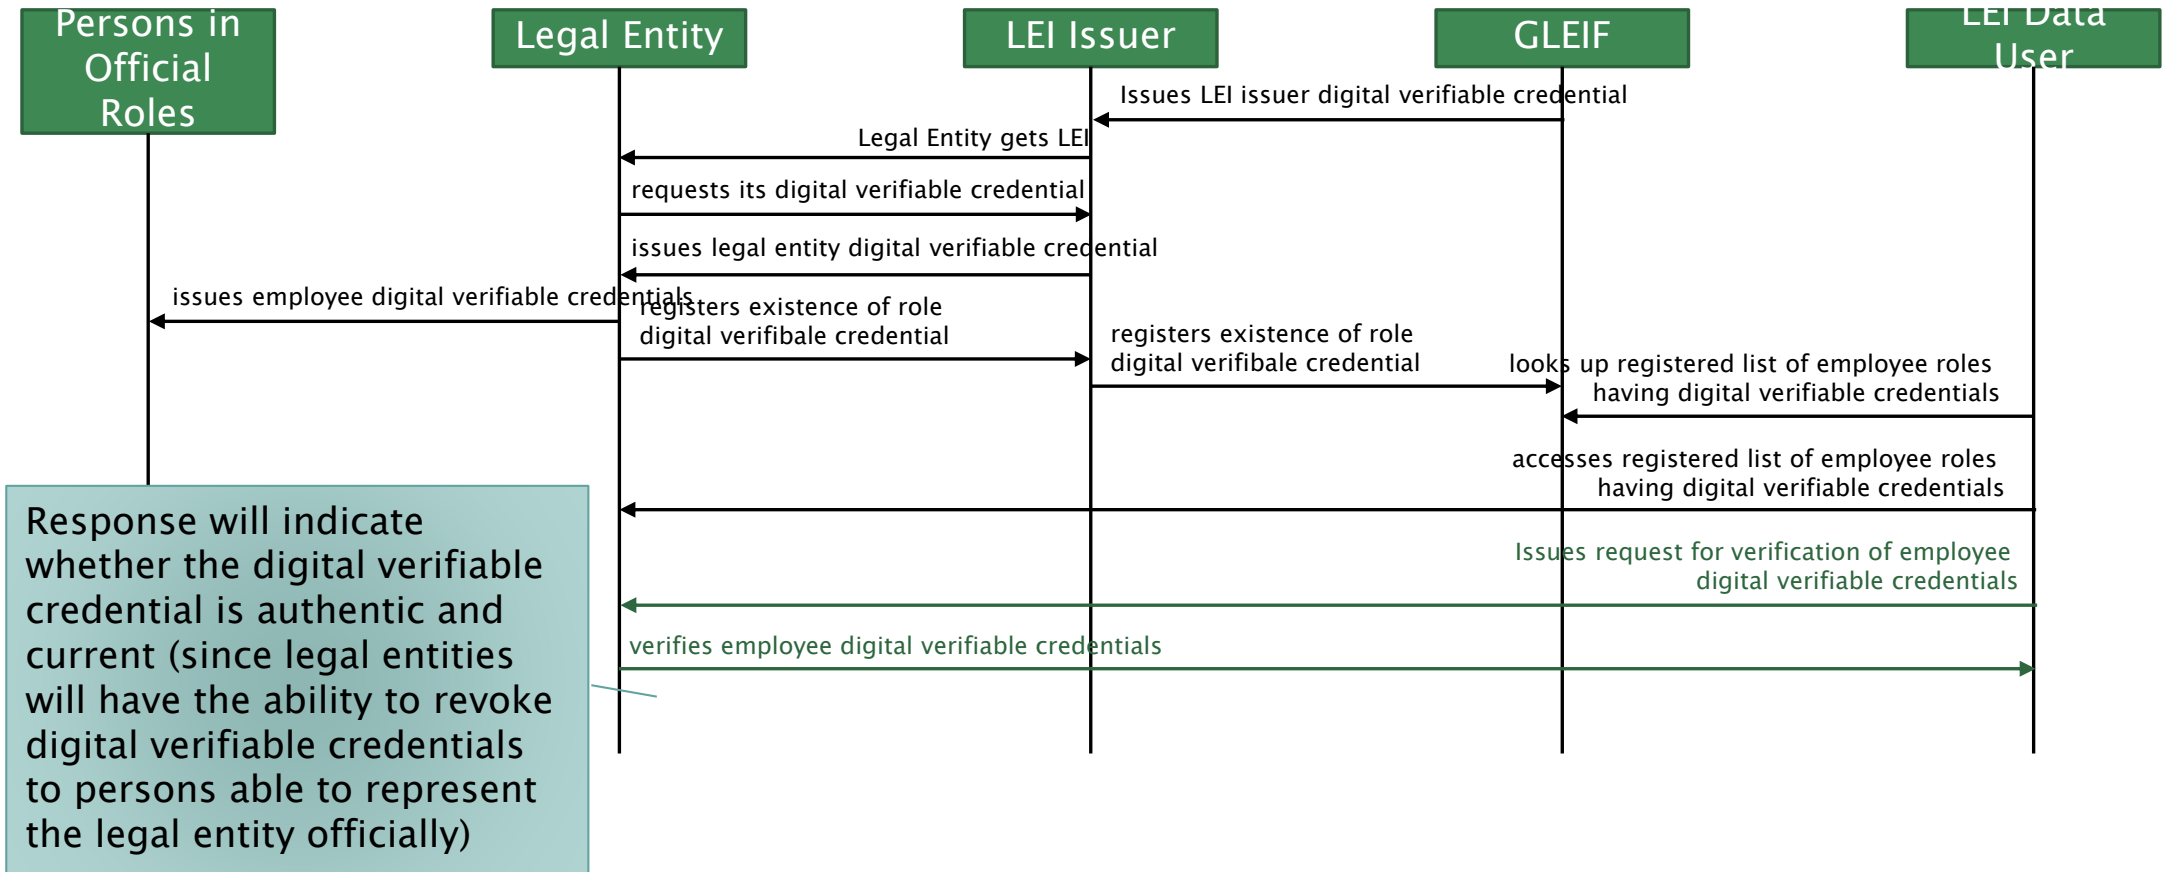 Persons in
Official
Roles
Legal Entity
LEI Issuer
GLEIF
LEI Data
User
Issues LEI issuer digital verifiable credential
Legal Entity gets LEI
requests its digital verifiable credential
issues legal entity digital verifiable credential
issues employee digital verifiable credentials
registers existence of role
digital verifibale credential
registers existence of role
digital verifibale credential
looks up registered list of employee roles
having digital verifiable credentials
accesses registered list of employee roles
having digital verifiable credentials
Issues request for verification of employee
digital verifiable credentials
verifies employee digital verifiable credentials
Response will indicate
whether the digital verifiable
credential is authentic and
current (since legal entities
will have the ability to revoke
digital verifiable credentials
to persons able to represent
the legal entity officially)